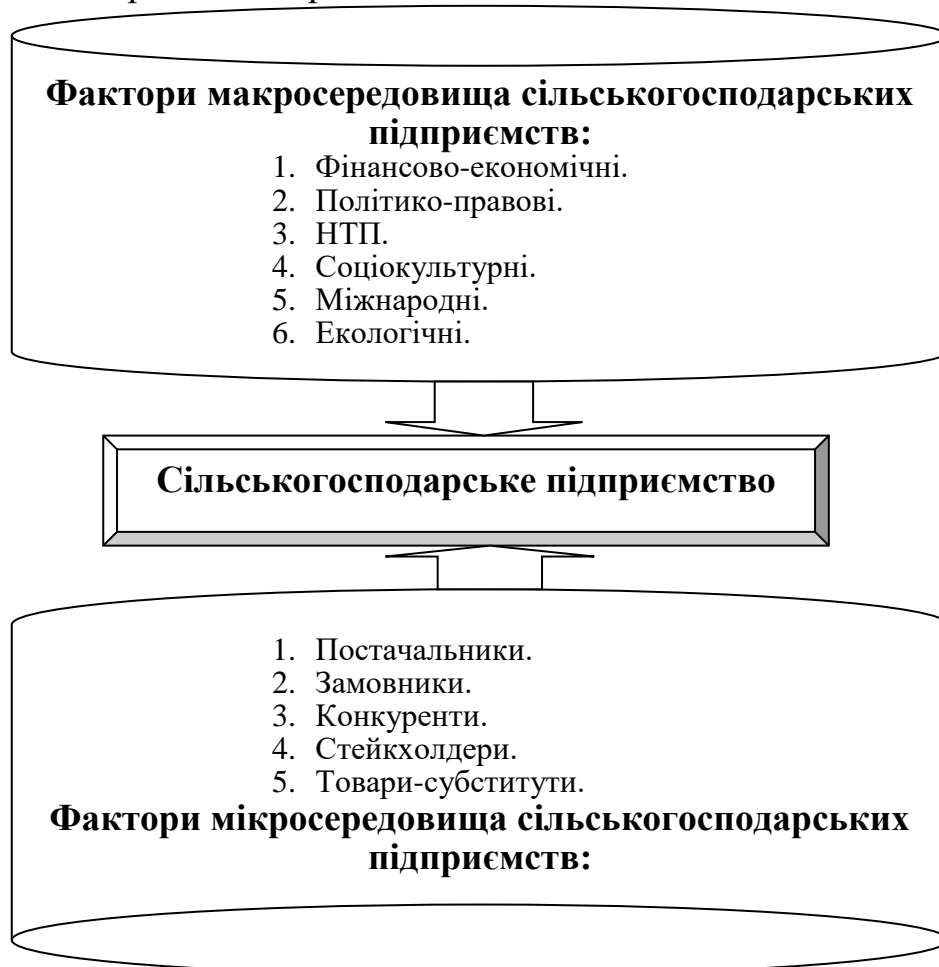 Фактори макросередовища сільськогосподарських
підприємств:
1. Фінансово-економічні.
2. Політико-правові.
3. НТП.
4. Соціокультурні.
5. Міжнародні.
6. Екологічні.
Сільськогосподарське підприємство
1. Постачальники.
2. Замовники.
3. Конкуренти.
4. Стейкхолдери.
5. Товари-субститути.
Фактори мікросередовища сільськогосподарських
підприємств: